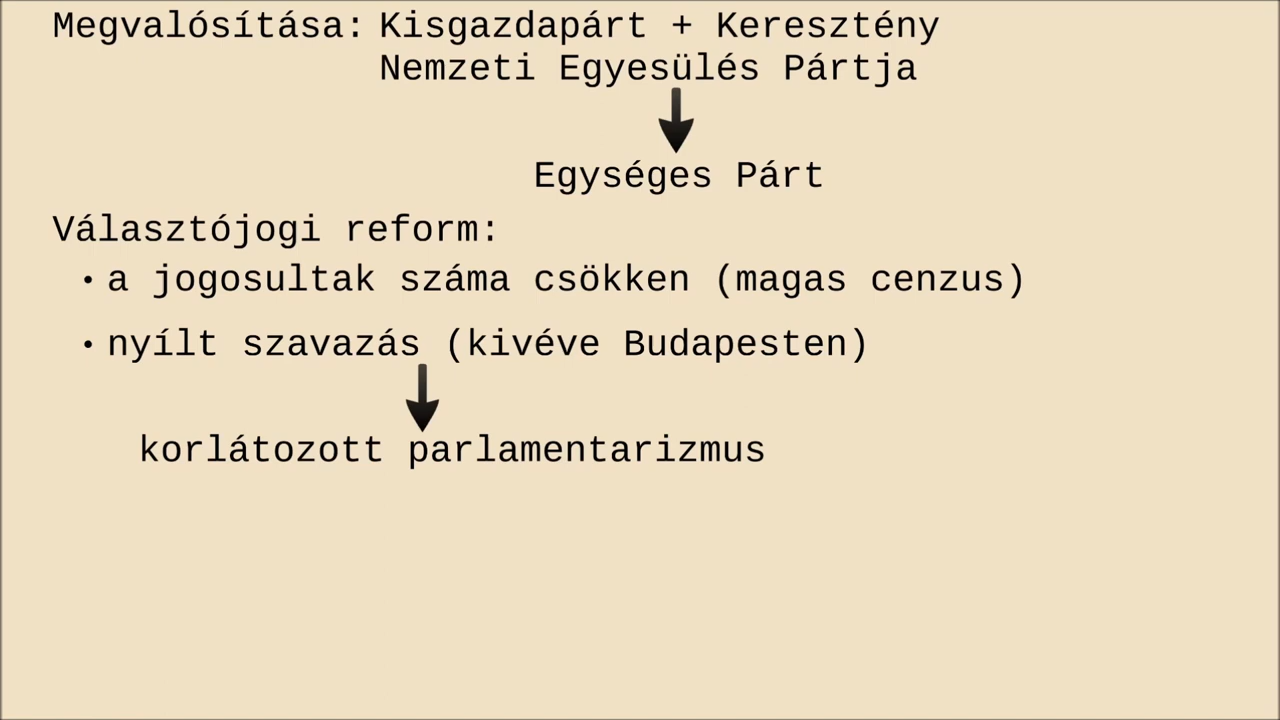 Megvalósítása: Kisgazdapárt + Keresztény
Nemzeti Egyesülés Pártja
Egységes Párt
Választójogi reform:
• a jogosultak száma csökken (magas cenzus)
• nyílt szavazás (kivéve Budapesten)
korlátozott parlamentarizmus